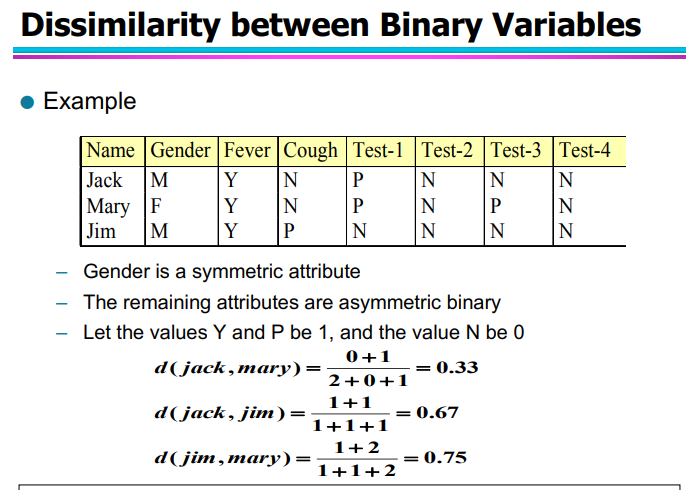 Dissimilarity between Binary Variables
Example
Name Gender Fever Cough Test-1 Test-2 Test-3 Test-4
Jack M Y N P N N N
Mary F Y N P N P N
Jim M Y P N N N N
– Gender is a symmetric attribute
– The remaining attributes are asymmetric binary
– Let the values Y and P be 1, and the value N be 0
d(jack,mary) = 0+1 / 2+0+1 = 0.33
d(jack,jim) = 1+1 / 1+1+1 = 0.67
d(jim,mary) = 1+2 / 1+1+2 = 0.75